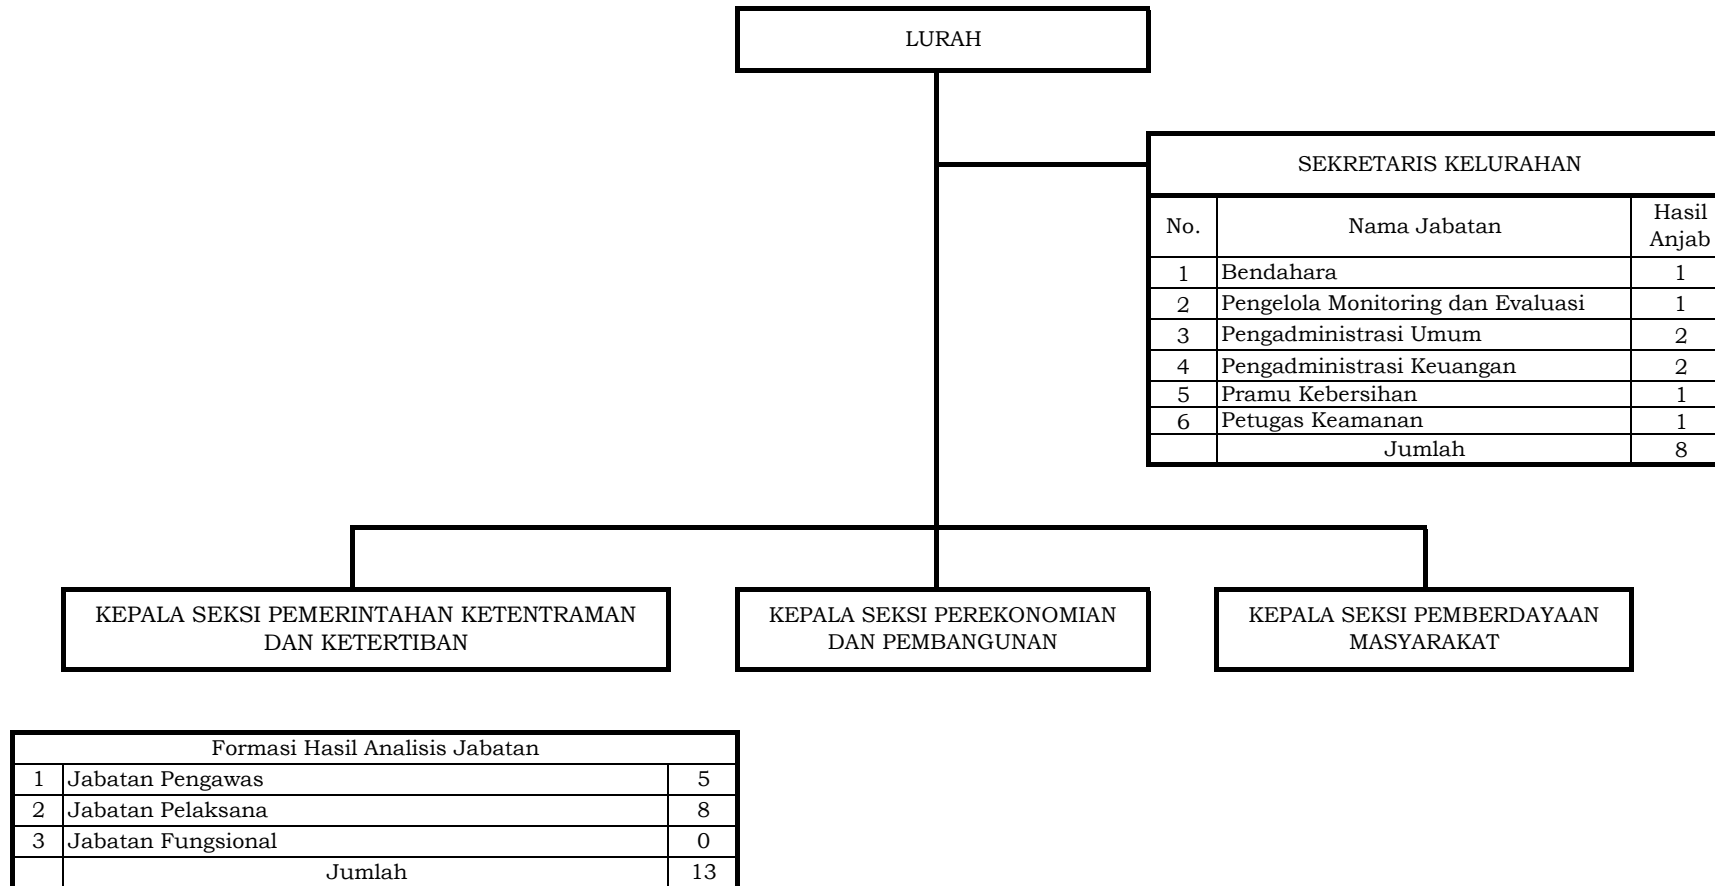 LURAH
SEKRETARIS KELURAHAN
No. Nama Jabatan Hasil Anjab
1 Bendahara 1
2 Pengelola Monitoring dan Evaluasi 1
3 Pengadministrasi Umum 2
4 Pengadministrasi Keuangan 2
5 Pramu Kebersihan 1
6 Petugas Keamanan 1
Jumlah 8
KEPALA SEKSI PEMERINTAHAN KETENTRAMAN
DAN KETERTIBAN
KEPALA SEKSI PEREKONOMIAN
DAN PEMBANGUNAN
KEPALA SEKSI PEMBERDAYAAN
MASYARAKAT
Formasi Hasil Analisis Jabatan
1 Jabatan Pengawas 5
2 Jabatan Pelaksana 8
3 Jabatan Fungsional 0
Jumlah 13